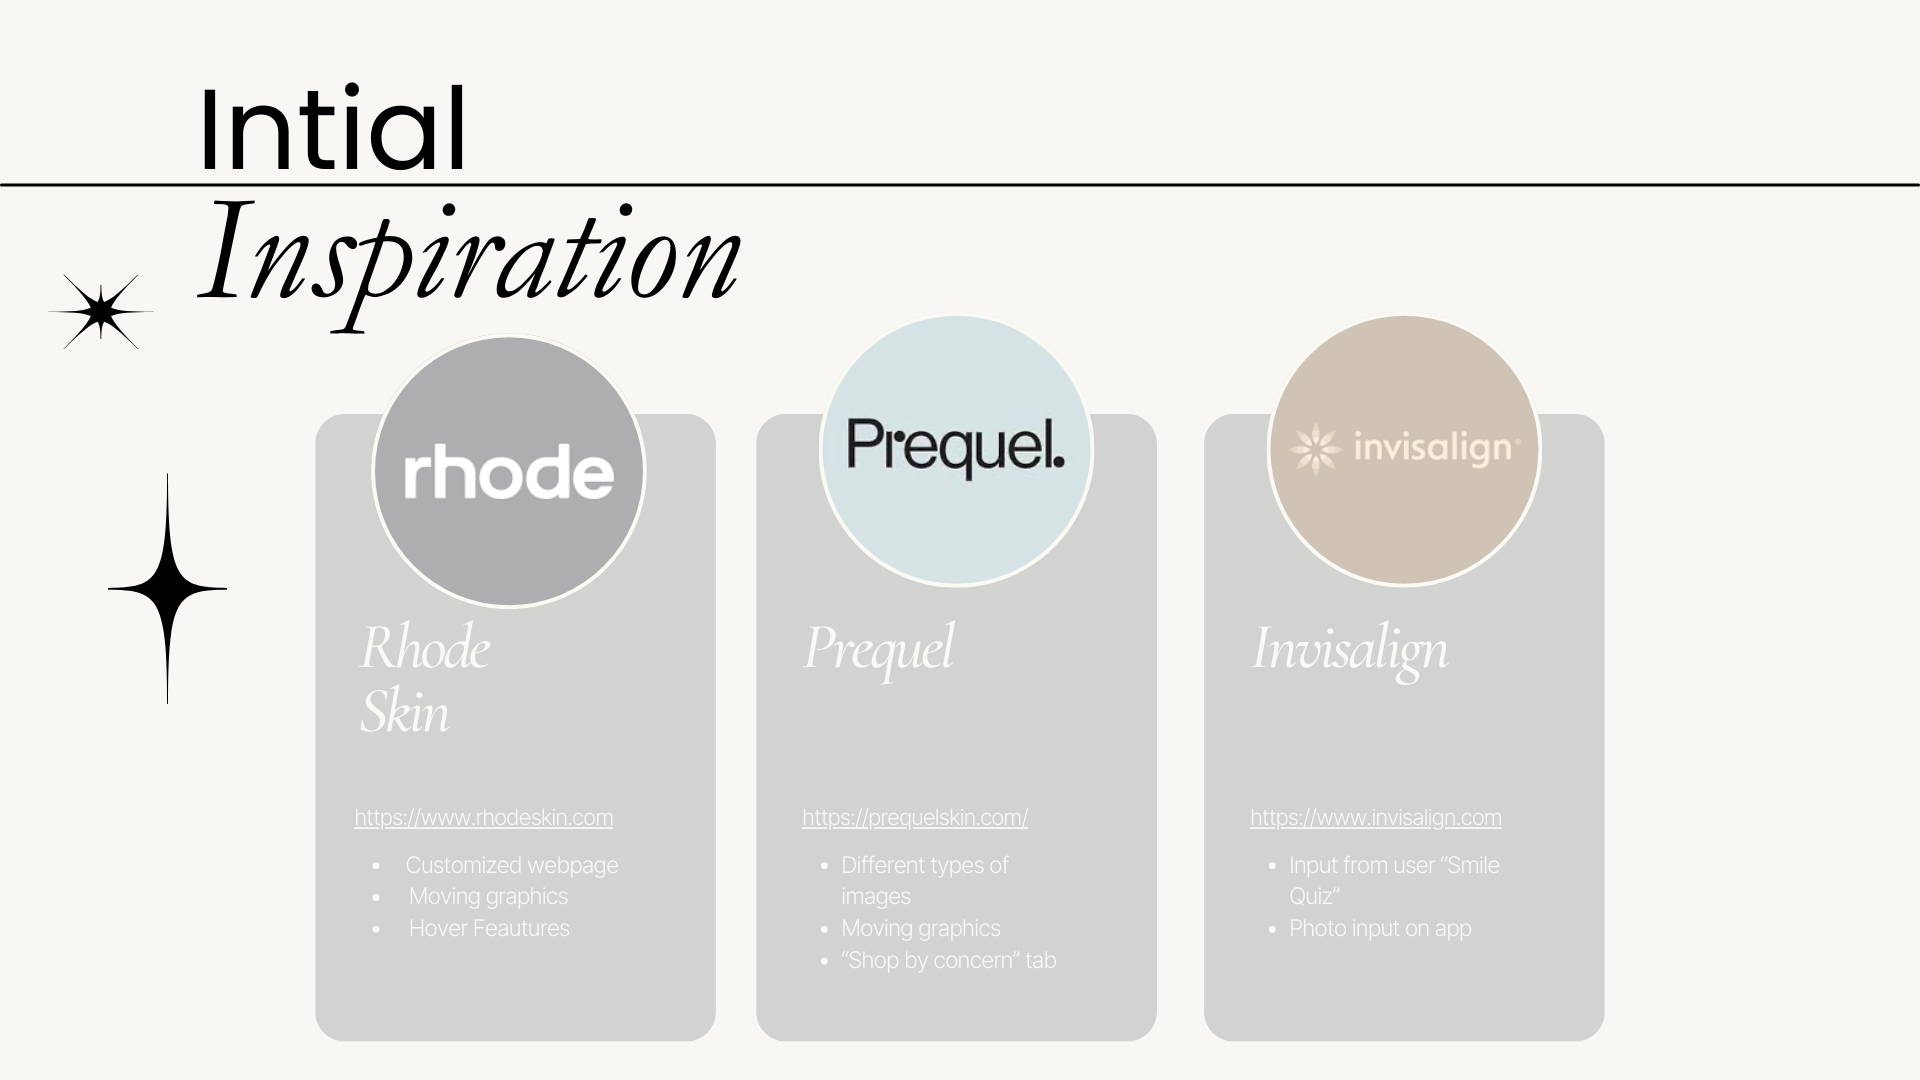 Intial
Inspiration
rhode
Prequel.
invisalign®
Rhode
Skin
https://www.rhodeskin.com
• Customized webpage
• Moving graphics
• Hover Feautures
Prequel
https://prequelskin.com/
• Different types of
images
• Moving graphics
• “Shop by concern” tab
Invisalign
https://www.invisalign.com
• Input from user “Smile
Quiz”
• Photo input on app